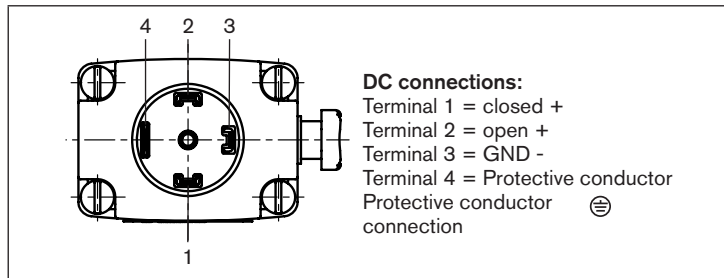 4 2 3
DC connections:
Terminal 1 = closed +
Terminal 2 = open +
Terminal 3 = GND -
Terminal 4 = Protective conductor
Protective conductor
connection
1